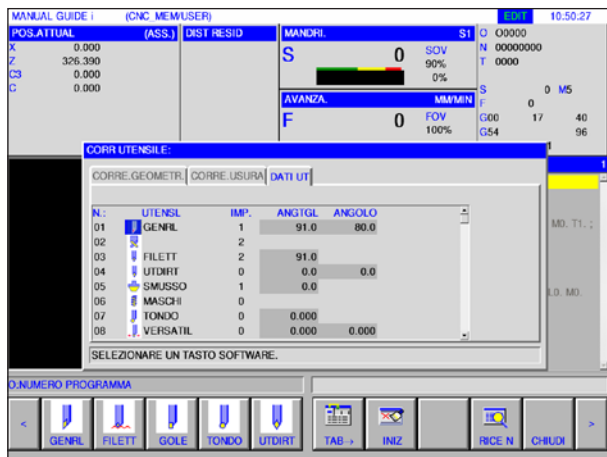 MANUAL GUIDE i (CNC_MEM/USER) EDIT 10:50:27
POS.ATTUAL (ASS.) DIST RESID MANDRI. S1 O O0000
X 0.000 N 00000000
Z 326.390 S 0 SOV T 0000
C3 0.000 90%
C 0.000 0%
S 0 M5
AVANZA. MM/MIN F 0
F 0 FOV G00 17 40
100% G54 96
CORR UTENSILE: 1
CORRE.GEOMETR. CORRE.USURA DATI UT
N.: UTENSL IMP. ANGTGL ANGOLO
01 GENRL 1 91.0 80.0
M0. T1. ;
02 2
03 FILETT 2 91.0
04 UTDIRT 0 0.0 0.0
05 SMUSSO 1 0.0
06 MASCHI 0
07 TONDO 0 0.000
08 VERSATIL 0 0.000 0.000
SELEZIONARE UN TASTO SOFTWARE.
O:NUMERO PROGRAMMA
< GENRL FILETT GOLE TONDO UTDIRT TAB→ INIZ RICE N CHIUDI >